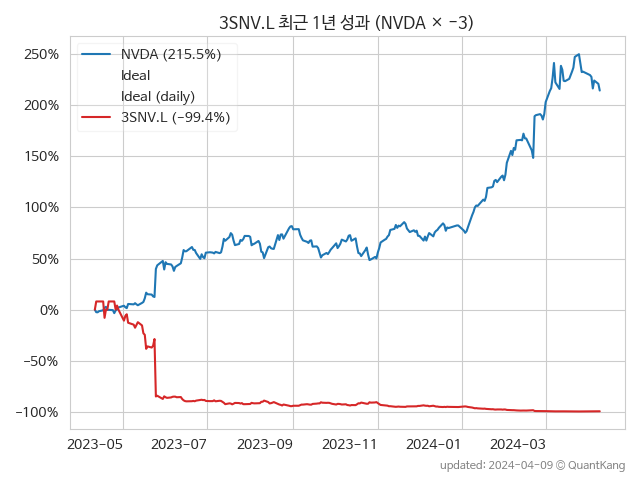 3SNV.L 최근 1년 성과 (NVDA × −3)
NVDA (215.5%)
Ideal
Ideal (daily)
3SNV.L (−99.4%)
250%
200%
150%
100%
50%
0%
−50%
−100%
2023-05 2023-07 2023-09 2023-11 2024-01 2024-03
updated: 2024-04-09 © QuantKang